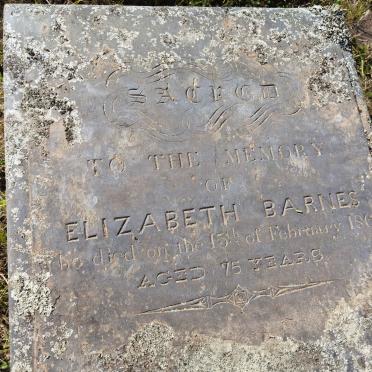 SACRED
TO THE MEMORY
OF
ELIZABETH BARNES
who died on the 15th of February
AGED 75 YEARS